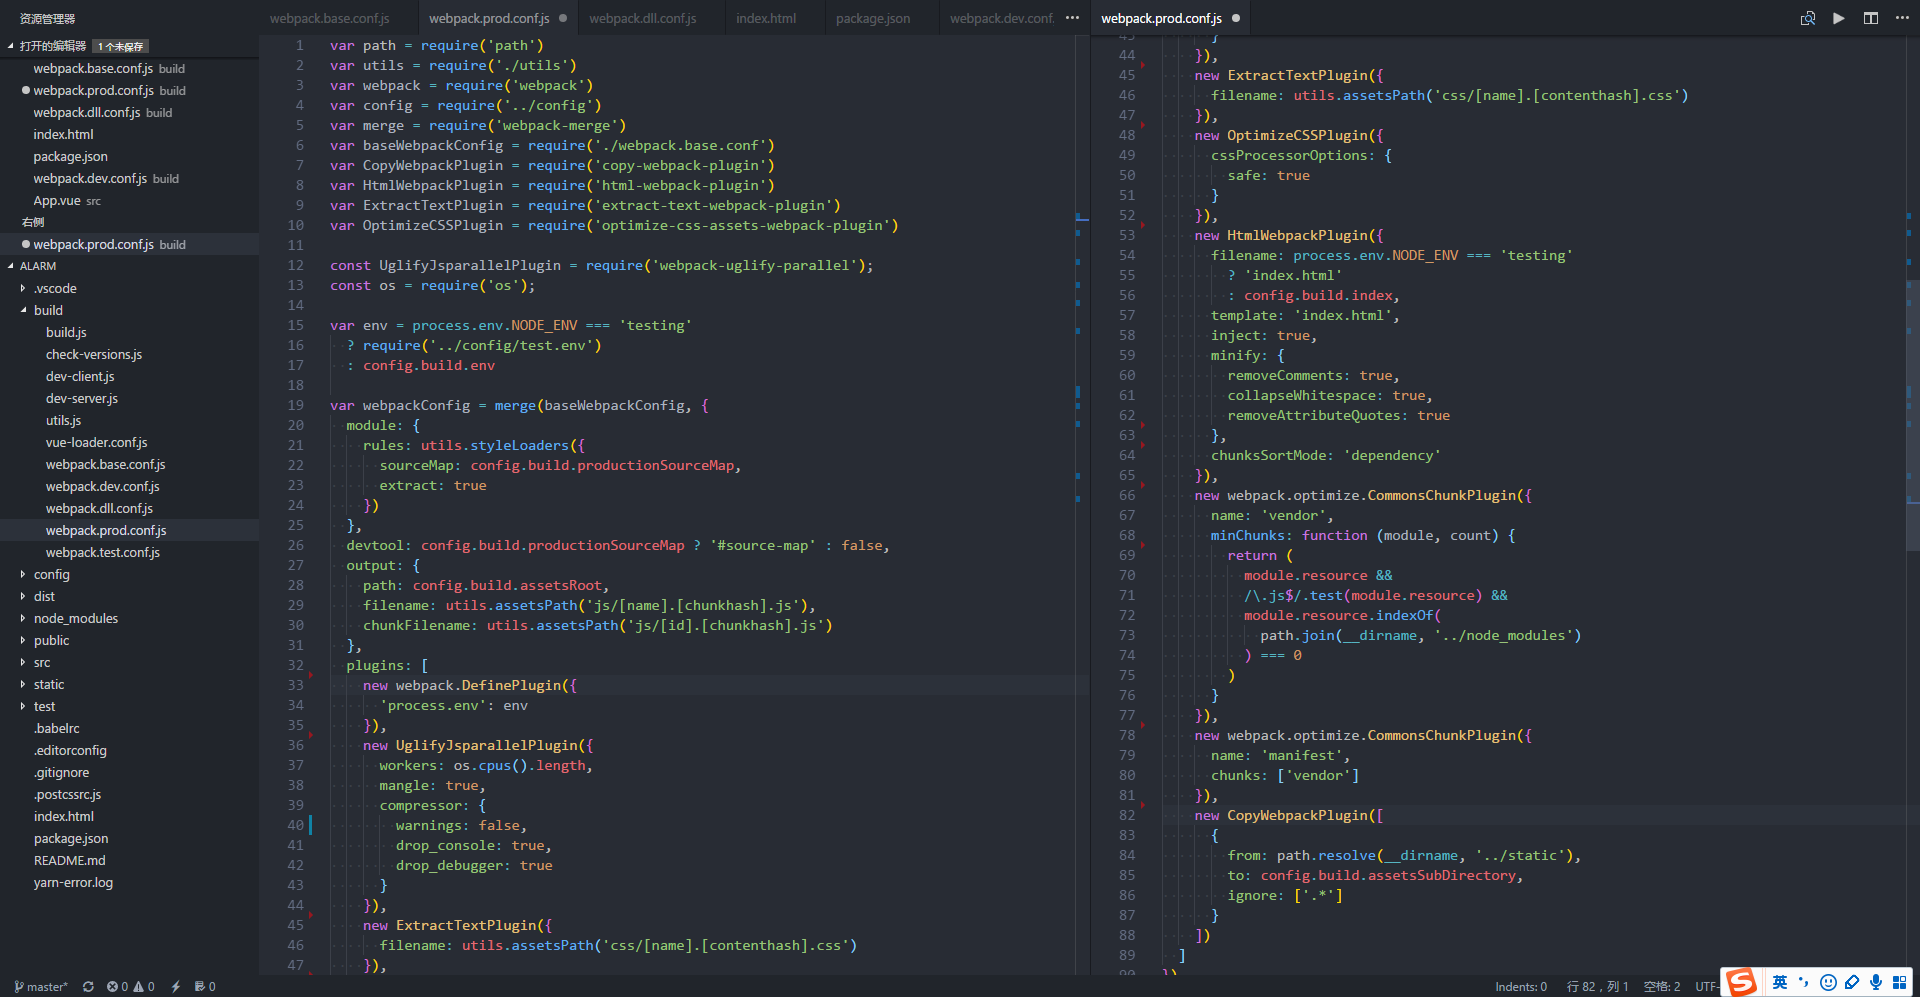 资源管理器
打开的编辑器 1 个未保存
webpack.base.conf.js build
webpack.prod.conf.js build
webpack.dll.conf.js build
index.html
package.json
webpack.dev.conf.js build
App.vue src
右侧
webpack.prod.conf.js build
ALARM
.vscode
build
build.js
check-versions.js
dev-client.js
dev-server.js
utils.js
vue-loader.conf.js
webpack.base.conf.js
webpack.dev.conf.js
webpack.dll.conf.js
webpack.prod.conf.js
webpack.test.conf.js
config
dist
node_modules
public
src
static
test
.babelrc
.editorconfig
.gitignore
.postcssrc.js
index.html
package.json
README.md
yarn-error.log
webpack.base.conf.js webpack.prod.conf.js webpack.dll.conf.js index.html package.json webpack.dev.conf.
1 var path = require('path')
2 var utils = require('./utils')
3 var webpack = require('webpack')
4 var config = require('../config')
5 var merge = require('webpack-merge')
6 var baseWebpackConfig = require('./webpack.base.conf')
7 var CopyWebpackPlugin = require('copy-webpack-plugin')
8 var HtmlWebpackPlugin = require('html-webpack-plugin')
9 var ExtractTextPlugin = require('extract-text-webpack-plugin')
10 var OptimizeCSSPlugin = require('optimize-css-assets-webpack-plugin')
11
12 const UglifyJsparallelPlugin = require('webpack-uglify-parallel');
13 const os = require('os');
14
15 var env = process.env.NODE_ENV === 'testing'
16 ? require('../config/test.env')
17 : config.build.env
18
19 var webpackConfig = merge(baseWebpackConfig, {
20 module: {
21 rules: utils.styleLoaders({
22 sourceMap: config.build.productionSourceMap,
23 extract: true
24 })
25 },
26 devtool: config.build.productionSourceMap ? '#source-map' : false,
27 output: {
28 path: config.build.assetsRoot,
29 filename: utils.assetsPath('js/[name].[chunkhash].js'),
30 chunkFilename: utils.assetsPath('js/[id].[chunkhash].js')
31 },
32 plugins: [
33 new webpack.DefinePlugin({
34 'process.env': env
35 }),
36 new UglifyJsparallelPlugin({
37 workers: os.cpus().length,
38 mangle: true,
39 compressor: {
40 warnings: false,
41 drop_console: true,
42 drop_debugger: true
43 }
44 }),
45 new ExtractTextPlugin({
46 filename: utils.assetsPath('css/[name].[contenthash].css')
47 }),
webpack.prod.conf.js
43 }
44 }),
45 new ExtractTextPlugin({
46 filename: utils.assetsPath('css/[name].[contenthash].css')
47 }),
48 new OptimizeCSSPlugin({
49 cssProcessorOptions: {
50 safe: true
51 }
52 }),
53 new HtmlWebpackPlugin({
54 filename: process.env.NODE_ENV === 'testing'
55 ? 'index.html'
56 : config.build.index,
57 template: 'index.html',
58 inject: true,
59 minify: {
60 removeComments: true,
61 collapseWhitespace: true,
62 removeAttributeQuotes: true
63 },
64 chunksSortMode: 'dependency'
65 }),
66 new webpack.optimize.CommonsChunkPlugin({
67 name: 'vendor',
68 minChunks: function (module, count) {
69 return (
70 module.resource &&
71 /\.js$/.test(module.resource) &&
72 module.resource.indexOf(
73 path.join(__dirname, '../node_modules')
74 ) === 0
75 )
76 }
77 }),
78 new webpack.optimize.CommonsChunkPlugin({
79 name: 'manifest',
80 chunks: ['vendor']
81 }),
82 new CopyWebpackPlugin([
83 {
84 from: path.resolve(__dirname, '../static'),
85 to: config.build.assetsSubDirectory,
86 ignore: ['.*']
87 }
88 ])
89 ]
90 })
master* 0 0 0
Indents: 0 行 82，列 1 空格: 2 UTF-
S 英